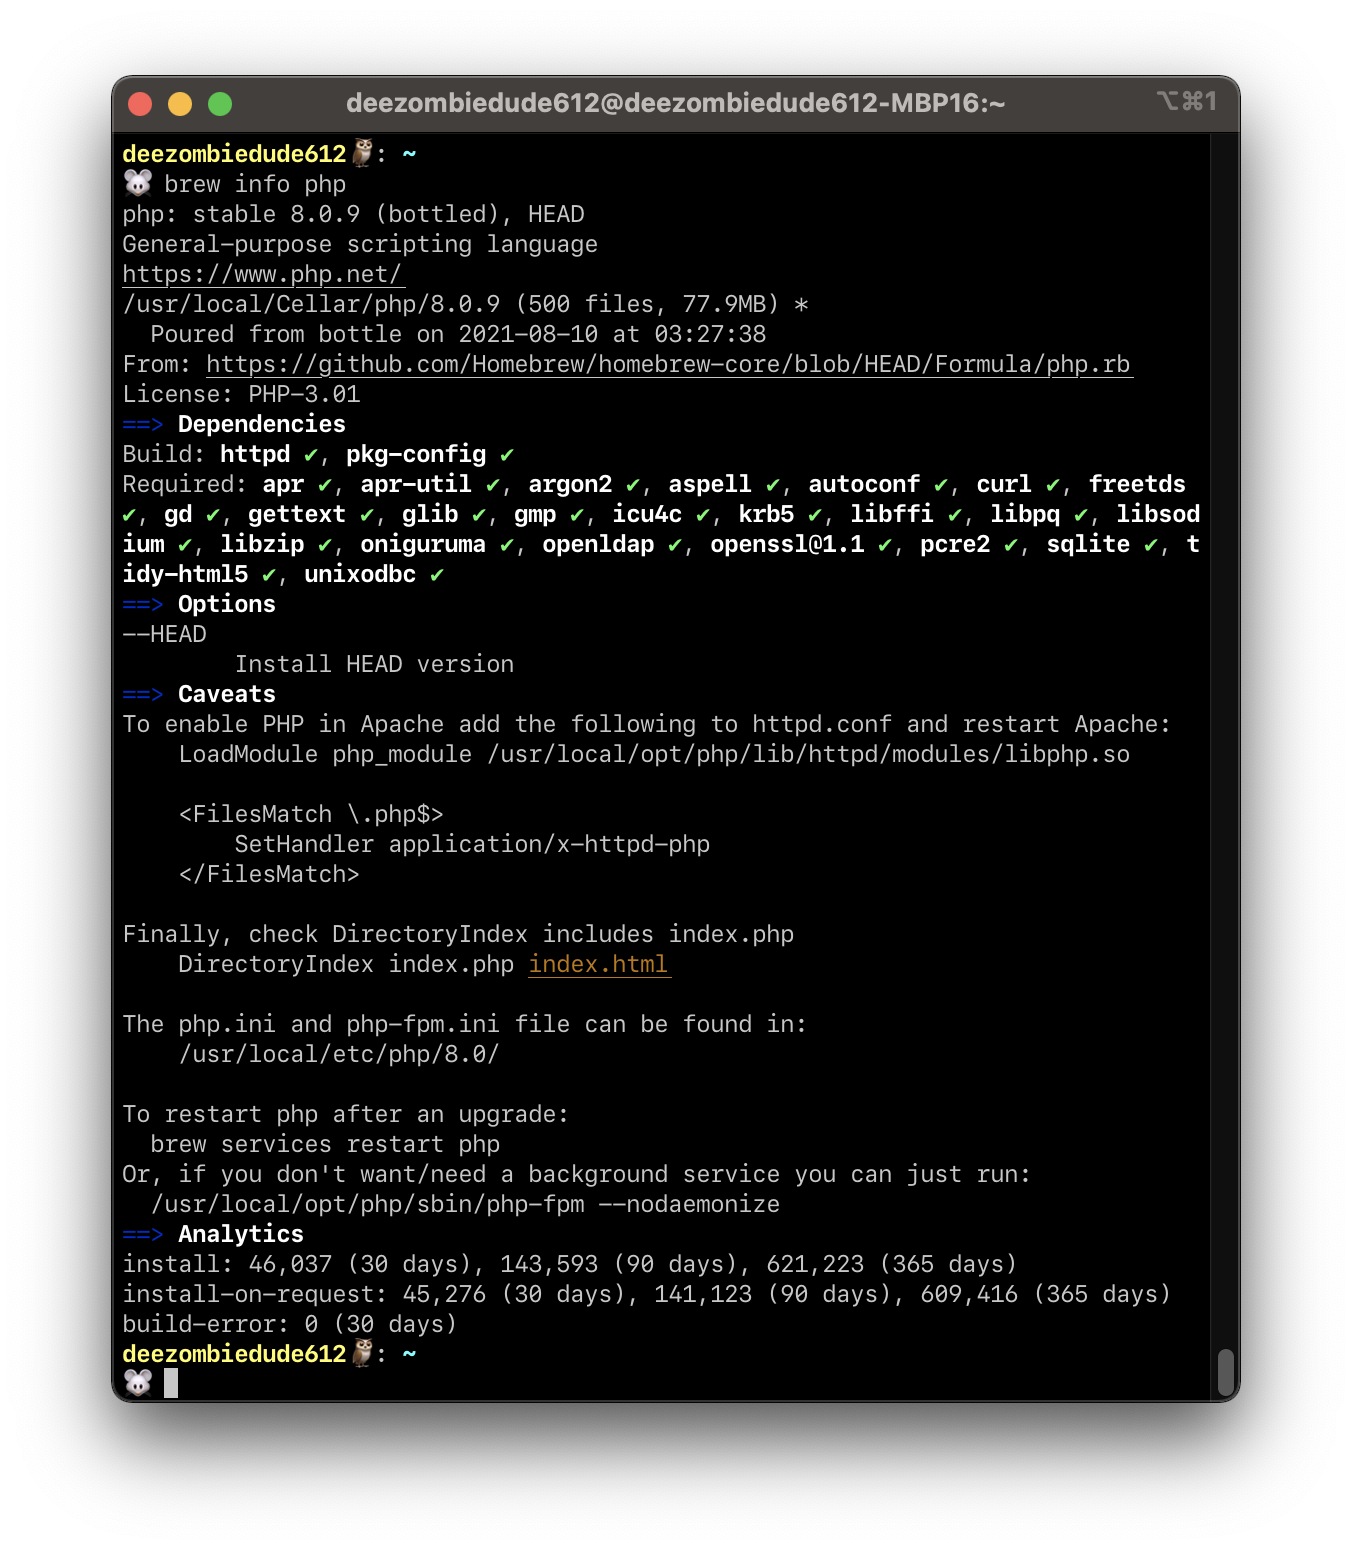 deezombiedude612@deezombiedude612-MBP16:~ ⌥⌘1
deezombiedude612🦉: ~
🐭 brew info php
php: stable 8.0.9 (bottled), HEAD
General-purpose scripting language
https://www.php.net/
/usr/local/Cellar/php/8.0.9 (500 files, 77.9MB) *
  Poured from bottle on 2021-08-10 at 03:27:38
From: https://github.com/Homebrew/homebrew-core/blob/HEAD/Formula/php.rb
License: PHP-3.01
==> Dependencies
Build: httpd ✔, pkg-config ✔
Required: apr ✔, apr-util ✔, argon2 ✔, aspell ✔, autoconf ✔, curl ✔, freetds
✔, gd ✔, gettext ✔, glib ✔, gmp ✔, icu4c ✔, krb5 ✔, libffi ✔, libpq ✔, libsod
ium ✔, libzip ✔, oniguruma ✔, openldap ✔, openssl@1.1 ✔, pcre2 ✔, sqlite ✔, t
idy-html5 ✔, unixodbc ✔
==> Options
--HEAD
        Install HEAD version
==> Caveats
To enable PHP in Apache add the following to httpd.conf and restart Apache:
    LoadModule php_module /usr/local/opt/php/lib/httpd/modules/libphp.so

    <FilesMatch \.php$>
        SetHandler application/x-httpd-php
    </FilesMatch>

Finally, check DirectoryIndex includes index.php
    DirectoryIndex index.php index.html

The php.ini and php-fpm.ini file can be found in:
    /usr/local/etc/php/8.0/

To restart php after an upgrade:
  brew services restart php
Or, if you don't want/need a background service you can just run:
  /usr/local/opt/php/sbin/php-fpm --nodaemonize
==> Analytics
install: 46,037 (30 days), 143,593 (90 days), 621,223 (365 days)
install-on-request: 45,276 (30 days), 141,123 (90 days), 609,416 (365 days)
build-error: 0 (30 days)
deezombiedude612🦉: ~
🐭